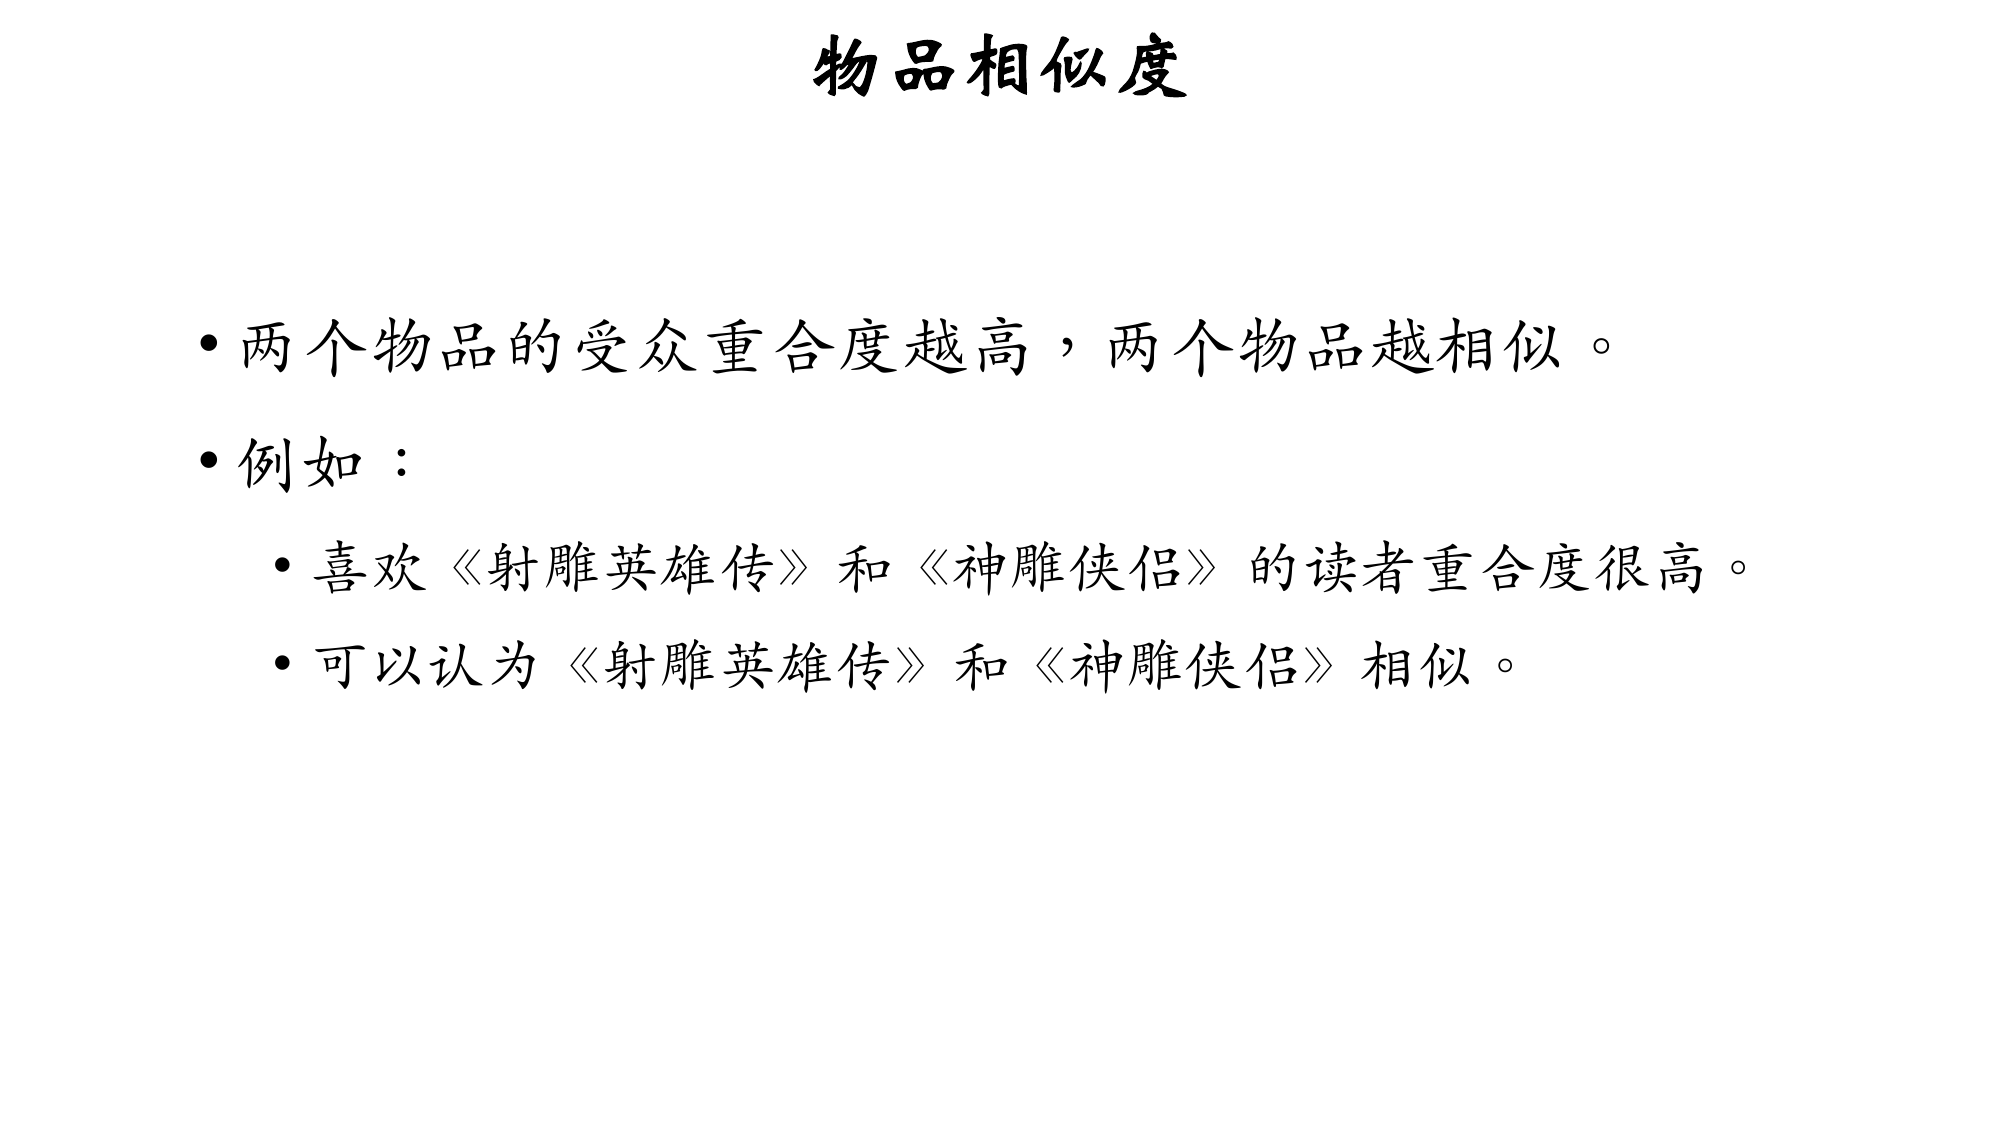 物品相似度
• 两个物品的受众重合度越高，两个物品越相似。
• 例如：
• 喜欢《射雕英雄传》和《神雕侠侣》的读者重合度很高。
• 可以认为《射雕英雄传》和《神雕侠侣》相似。